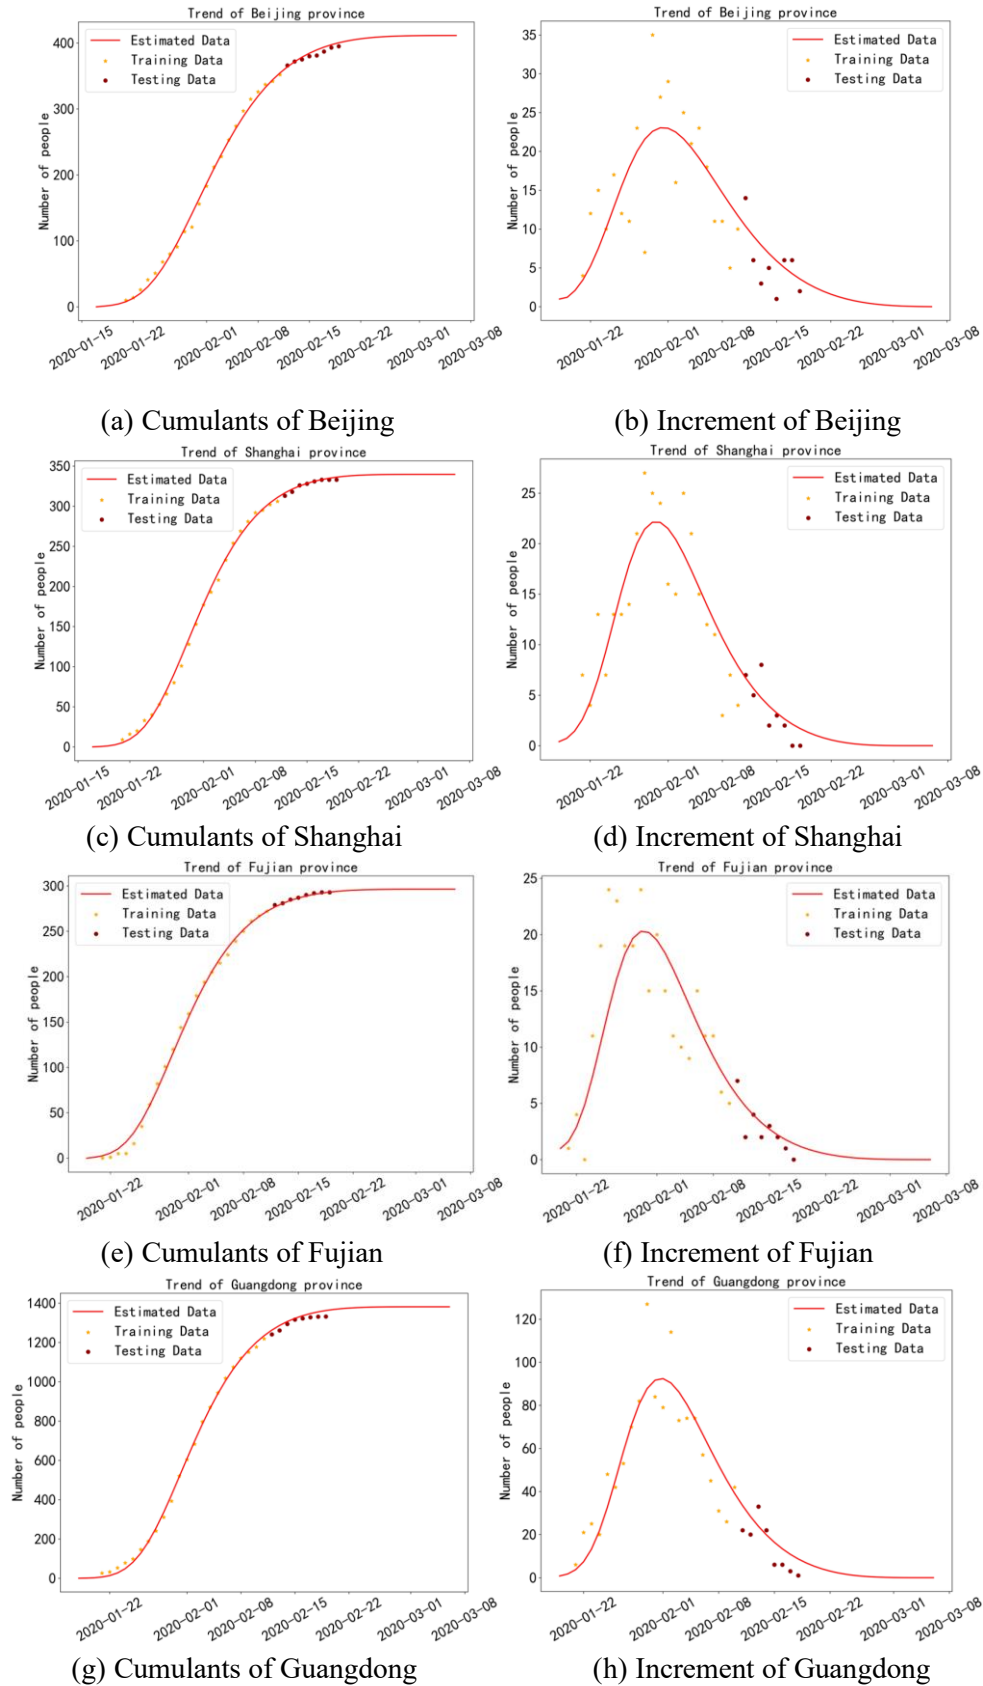 Trend of Beijing province
Estimated Data
Training Data
Testing Data
Number of people
400
300
200
100
0
2020-01-15
2020-01-22
2020-02-01
2020-02-08
2020-02-15
2020-02-22
2020-03-01
2020-03-08
(a) Cumulants of Beijing
Trend of Beijing province
Estimated Data
Training Data
Testing Data
Number of people
35
30
25
20
15
10
5
0
2020-01-22
2020-02-01
2020-02-08
2020-02-15
2020-02-22
2020-03-01
2020-03-08
(b) Increment of Beijing
Trend of Shanghai province
Estimated Data
Training Data
Testing Data
Number of people
350
300
250
200
150
100
50
0
2020-01-15
2020-01-22
2020-02-01
2020-02-08
2020-02-22
2020-03-01
2020-03-08
(c) Cumulants of Shanghai
Trend of Shanghai province
Estimated Data
Training Data
Testing Data
Number of people
25
20
15
10
5
0
2020-01-22
2020-02-01
2020-02-08
2020-02-15
2020-02-22
2020-03-01
2020-03-08
(d) Increment of Shanghai
Trend of Fujian province
Estimated Data
Training Data
Testing Data
Number of people
300
250
200
150
100
50
0
2020-01-22
2020-02-01
2020-02-08
2020-02-15
2020-02-22
2020-03-01
2020-03-08
(e) Cumulants of Fujian
Trend of Fujian province
Estimated Data
Training Data
Testing Data
Number of people
25
20
15
10
5
0
2020-01-22
2020-02-01
2020-02-08
2020-02-15
2020-02-22
2020-03-01
2020-03-08
(f) Increment of Fujian
Trend of Guangdong province
Estimated Data
Training Data
Testing Data
Number of people
1400
1200
1000
800
600
400
200
0
2020-01-22
2020-02-01
2020-02-08
2020-02-15
2020-02-22
2020-03-01
2020-03-08
(g) Cumulants of Guangdong
Trend of Guangdong province
Estimated Data
Training Data
Testing Data
Number of people
120
100
80
60
40
20
0
2020-01-22
2020-02-01
2020-02-08
2020-02-15
2020-02-22
2020-03-01
2020-03-08
(h) Increment of Guangdong